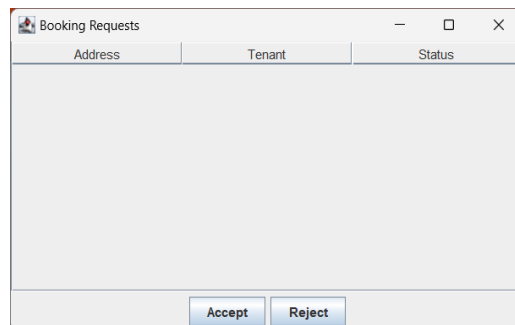 Booking Requests
Address Tenant Status
Accept Reject